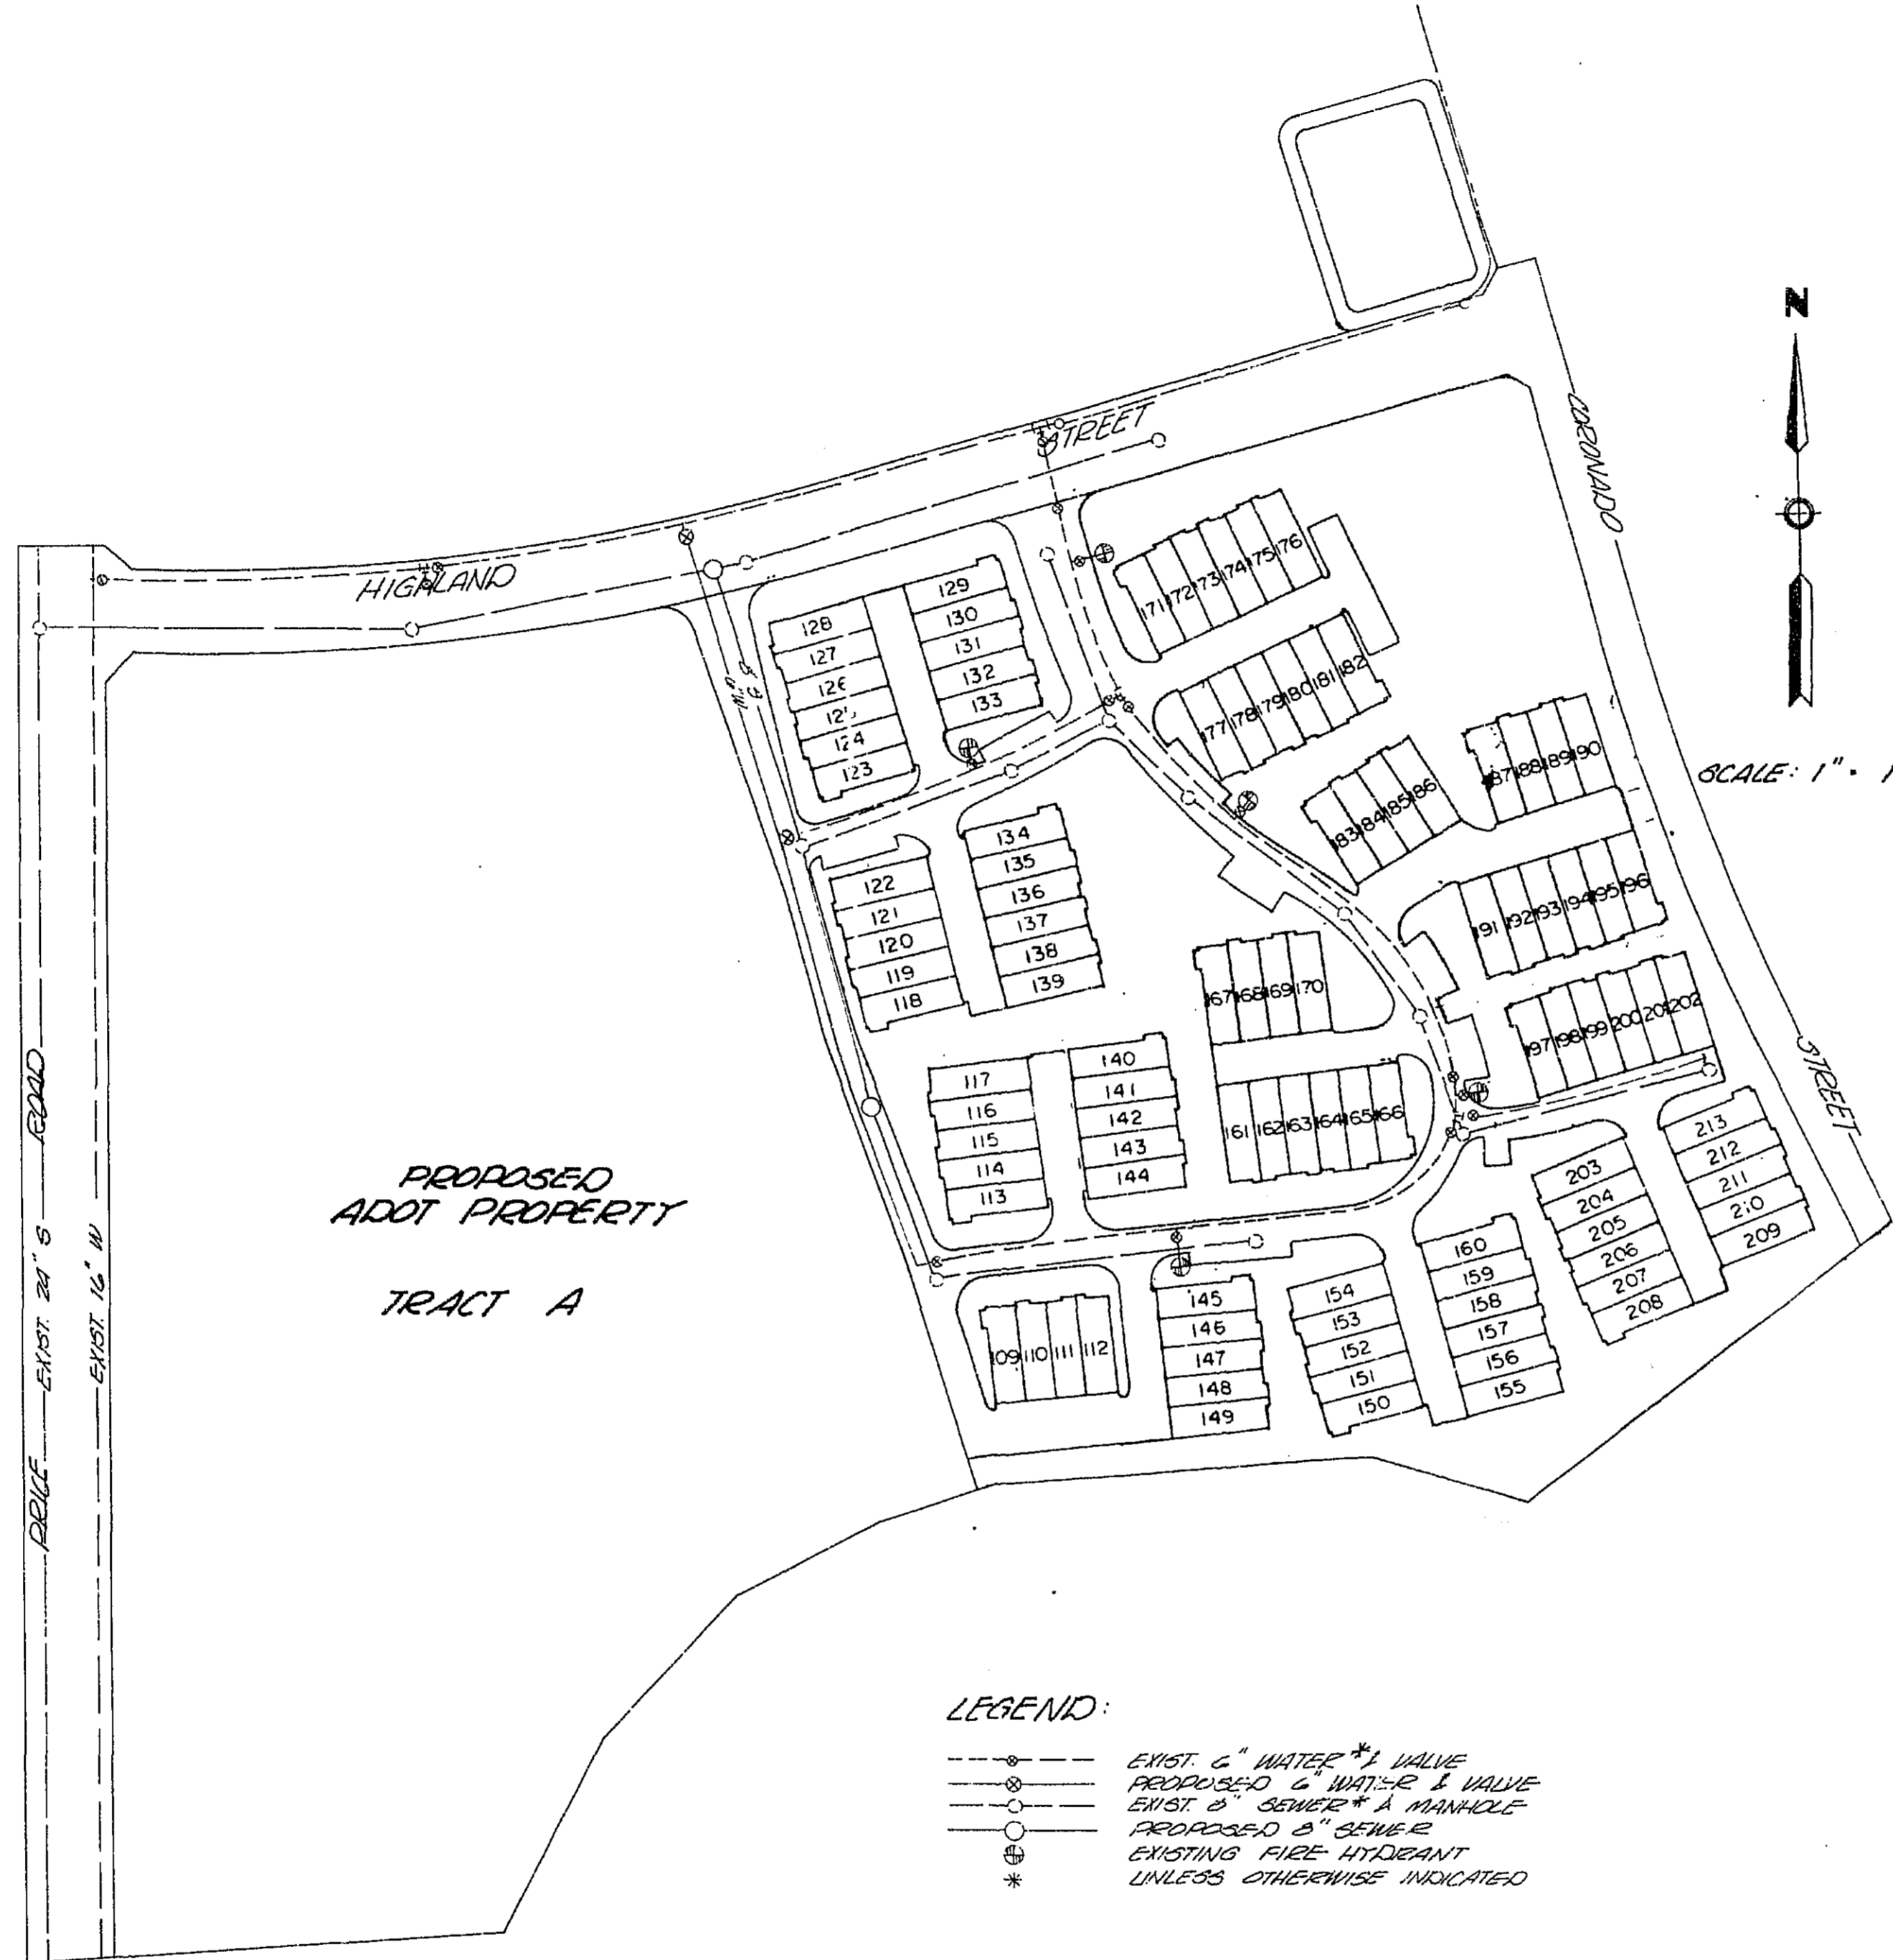 N
SCALE: 1" •
HIGHLAND
STREET
CORONADO
STREET
PRICE
EXIST. 24" S
ROAD
EXIST. 16" W
8" S
6" W
PROPOSED
ADOT PROPERTY
TRACT A
128
127
126
125
124
123
129
130
131
132
133
122
121
120
119
118
134
135
136
137
138
139
117
116
115
114
113
140
141
142
143
144
109 110 111 112
145
146
147
148
149
154
153
152
151
150
160
159
158
157
156
155
203
204
205
206
207
208
213
212
211
210
209
171 172 173 174 175 176
177 178 179 180 181 182
183 184 185 186
187 188 189 190
191 192 193 194 195 196
197 198 199 200 201 202
167 168 169 170
161 162 163 164 165 166
LEGEND:
EXIST. 6" WATER * & VALVE
PROPOSED 6" WATER & VALVE
EXIST. 8" SEWER * & MANHOLE
PROPOSED 8" SEWER
EXISTING FIRE HYDRANT
* UNLESS OTHERWISE INDICATED